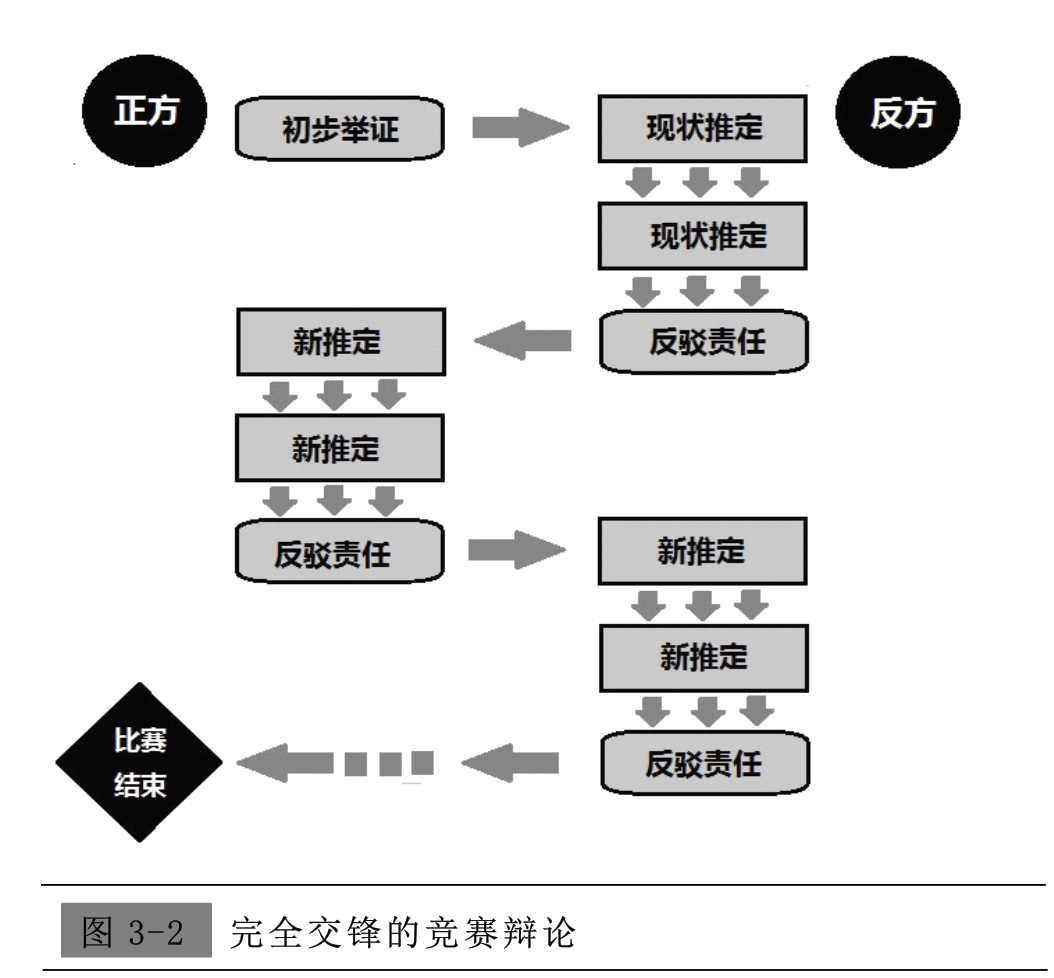 正方
初步举证
现状推定
反方
现状推定
反驳责任
新推定
新推定
反驳责任
新推定
新推定
反驳责任
比赛
结束
图 3-2 完全交锋的竞赛辩论